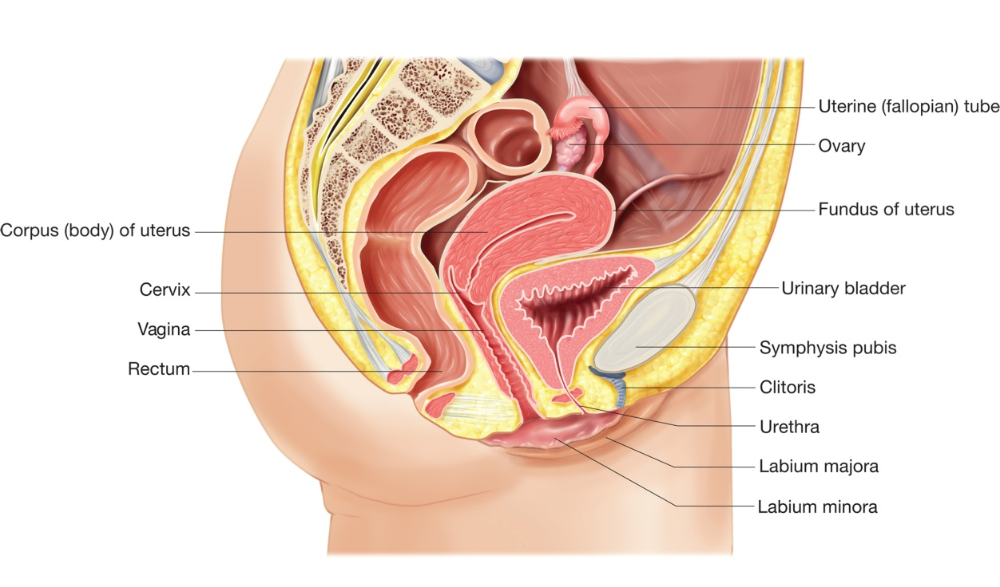 Uterine (fallopian) tube
Ovary
Fundus of uterus
Corpus (body) of uterus
Cervix
Urinary bladder
Vagina
Symphysis pubis
Rectum
Clitoris
Urethra
Labium majora
Labium minora